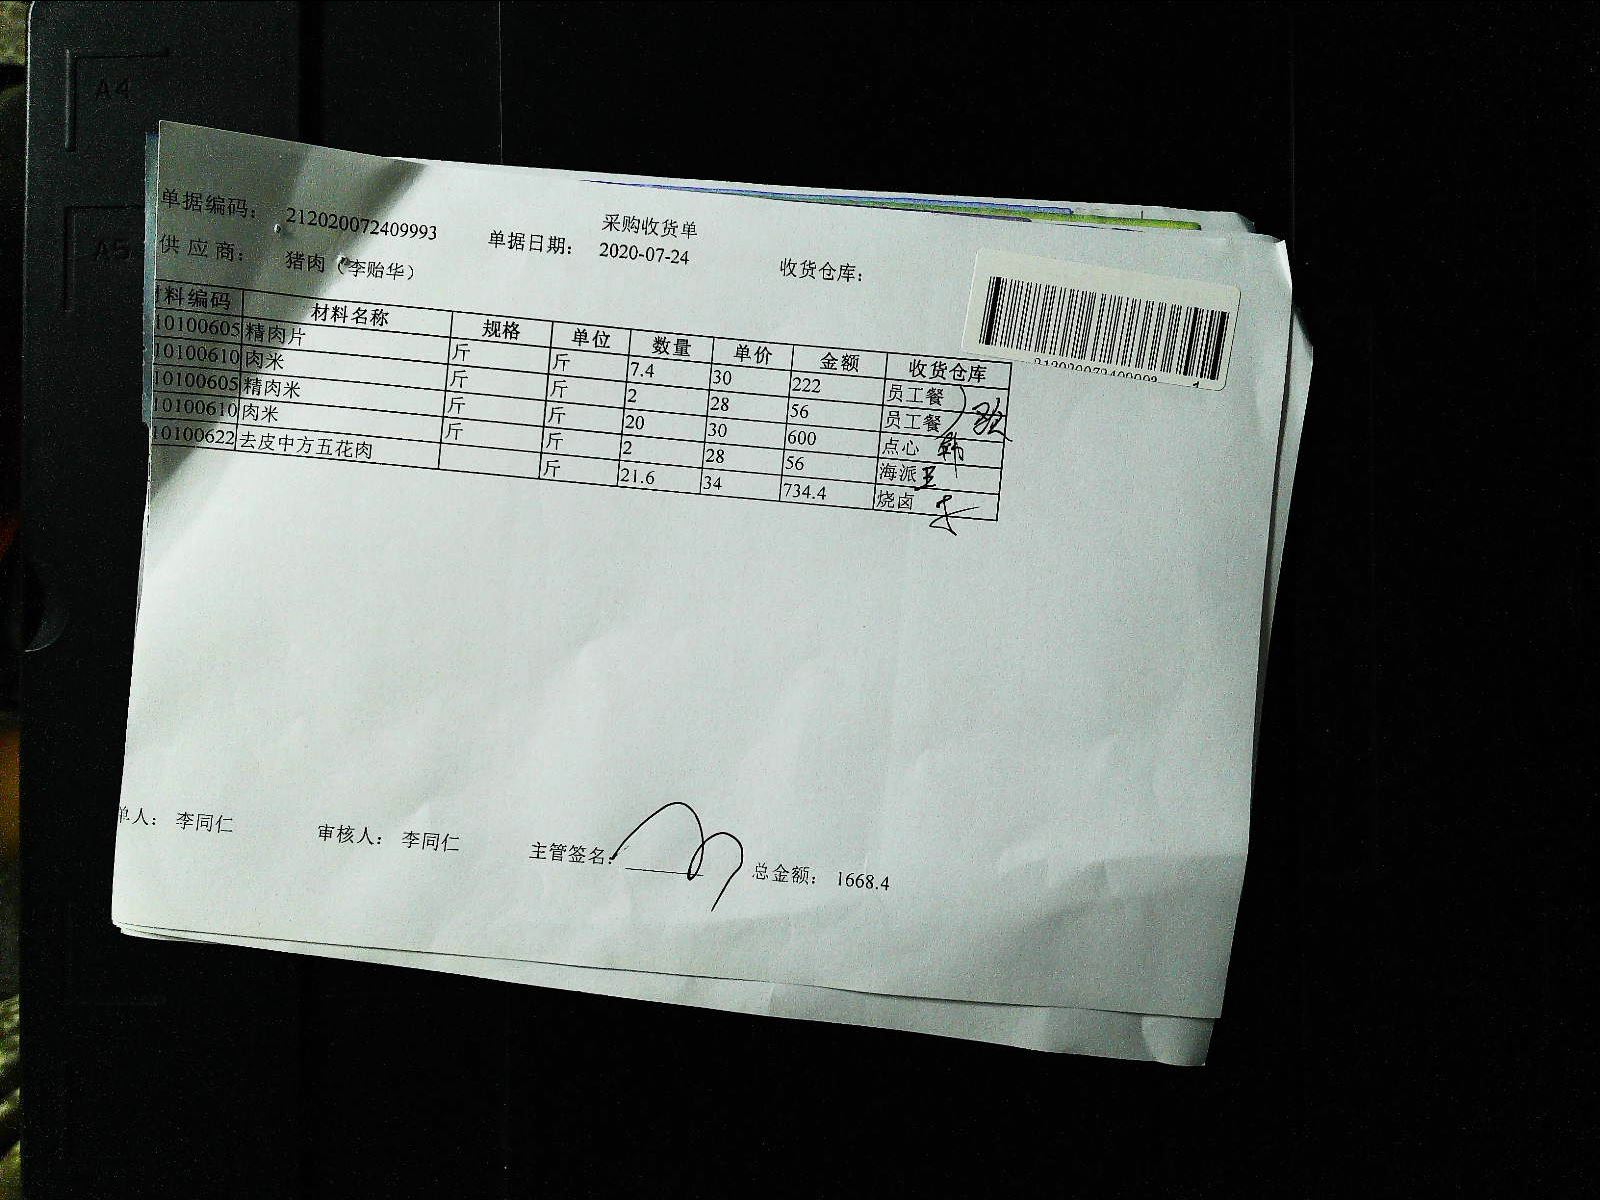 采购收货单
单据编码： 212020072409993 单据日期： 2020-07-24 收货仓库：
供应商： 猪肉（李贻华）
材料编码 材料名称 规格 单位 数量 单价 金额 收货仓库
10100605 精肉片 斤 斤 7.4 30 222 员工餐
10100610 肉米 斤 斤 2 28 56 员工餐
10100605 精肉米 斤 斤 20 30 600 点心 韩
10100610 肉米 斤 斤 2 28 56 海派 王
10100622 去皮中方五花肉 斤 21.6 34 734.4 烧卤
单人： 李同仁 审核人： 李同仁 主管签名： 总金额： 1668.4
212020072409993 1
A4
A5